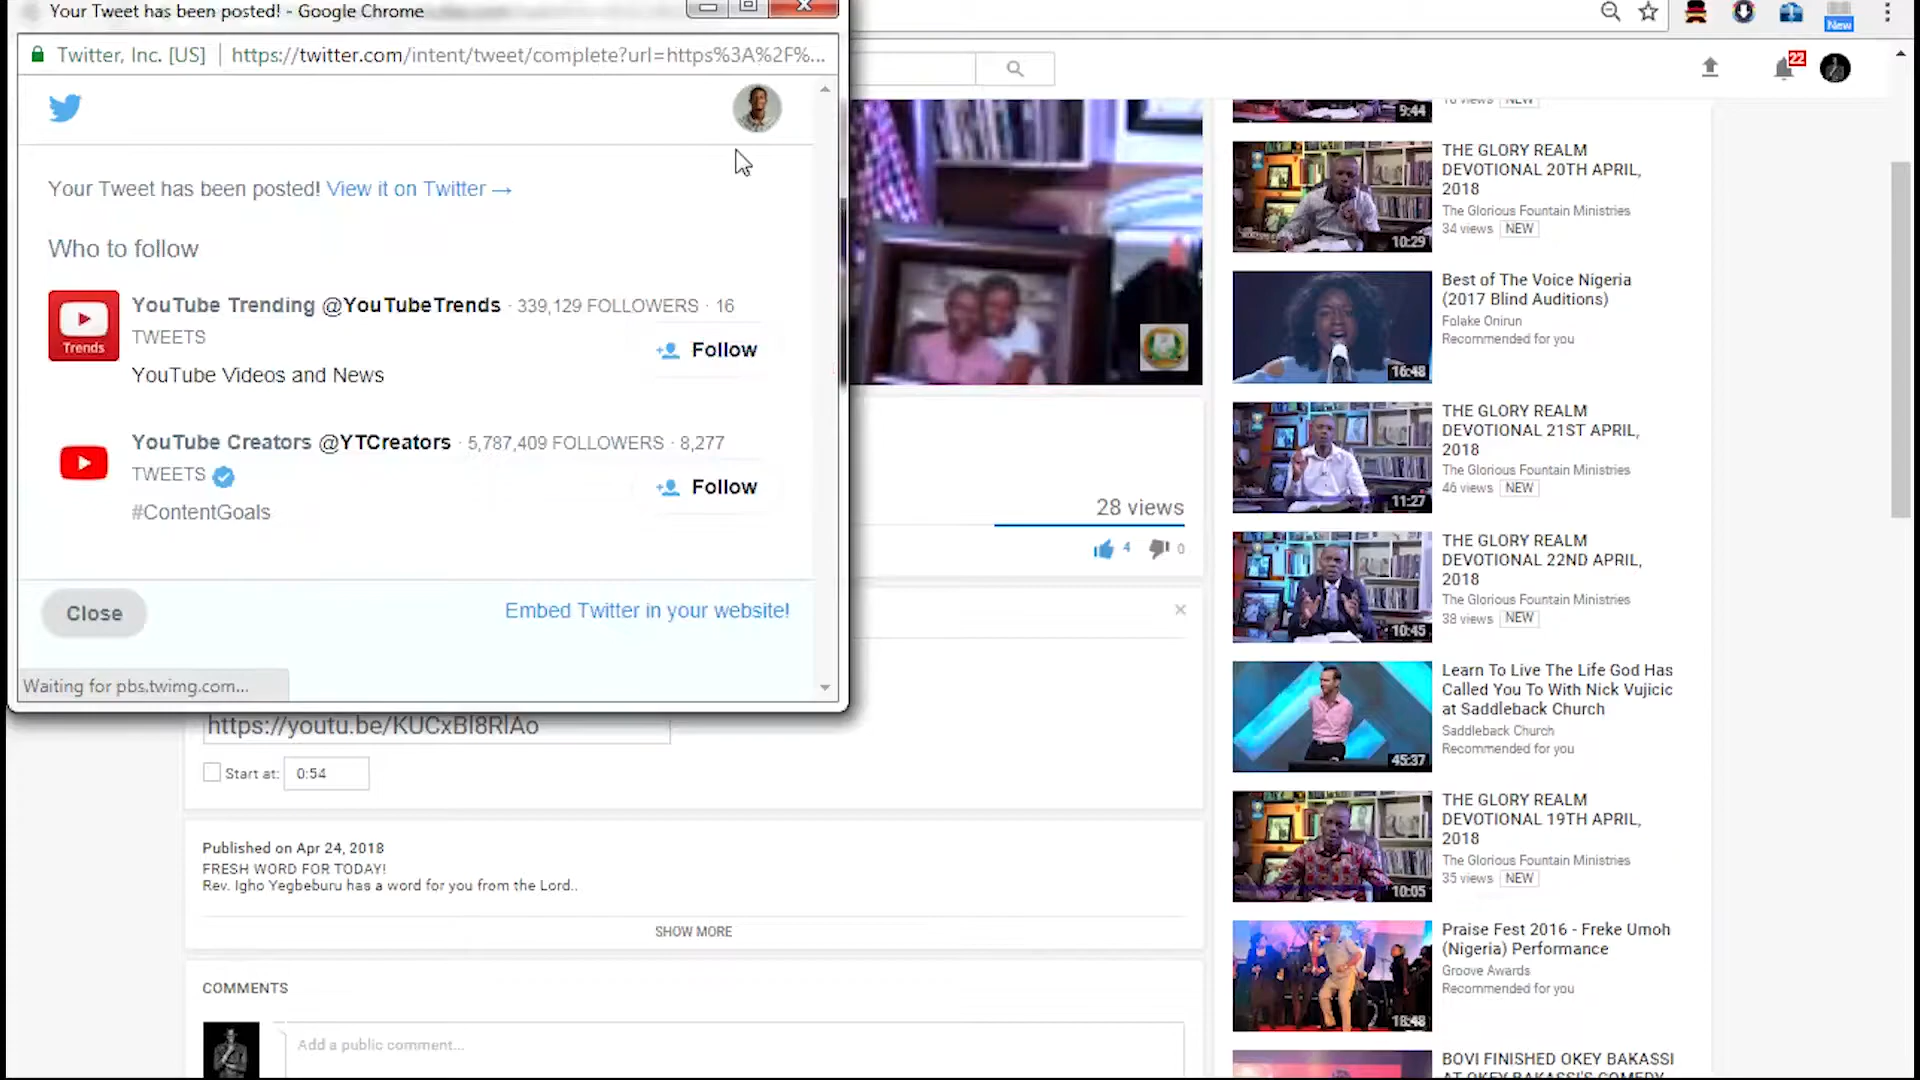 Your Tweet has been posted! - Google Chrome
Twitter, Inc. [US]
https://twitter.com/intent/tweet/complete?url=https%3A%2F%...
Your Tweet has been posted! View it on Twitter →
Who to follow
Trends
YouTube Trending @YouTubeTrends · 339,129 FOLLOWERS · 16
TWEETS
Follow
YouTube Videos and News
YouTube Creators @YTCreators · 5,787,409 FOLLOWERS · 8,277
TWEETS
Follow
#ContentGoals
Close
Embed Twitter in your website!
Waiting for pbs.twimg.com...
New
22
28 views
4
0
https://youtu.be/KUCxBl8RlAo
Start at: 0:54
Published on Apr 24, 2018
FRESH WORD FOR TODAY!
Rev. Igho Yegbeburu has a word for you from the Lord..
SHOW MORE
COMMENTS
Add a public comment...
9:44
NEW
THE GLORY REALM
DEVOTIONAL 20TH APRIL,
2018
The Glorious Fountain Ministries
34 views NEW
10:29
Best of The Voice Nigeria
(2017 Blind Auditions)
Folake Onirun
Recommended for you
16:48
THE GLORY REALM
DEVOTIONAL 21ST APRIL,
2018
The Glorious Fountain Ministries
46 views NEW
11:27
THE GLORY REALM
DEVOTIONAL 22ND APRIL,
2018
The Glorious Fountain Ministries
38 views NEW
10:45
Learn To Live The Life God Has
Called You To With Nick Vujicic
at Saddleback Church
Saddleback Church
Recommended for you
45:37
THE GLORY REALM
DEVOTIONAL 19TH APRIL,
2018
The Glorious Fountain Ministries
35 views NEW
10:05
Praise Fest 2016 - Freke Umoh
(Nigeria) Performance
Groove Awards
Recommended for you
18:48
BOVI FINISHED OKEY BAKASSI
AT OKEY BAKASSI'S COMEDY